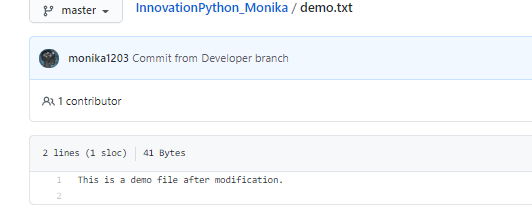 master InnovationPython_Monika / demo.txt
monika1203 Commit from Developer branch
1 contributor
2 lines (1 sloc) 41 Bytes
1 This is a demo file after modification.
2